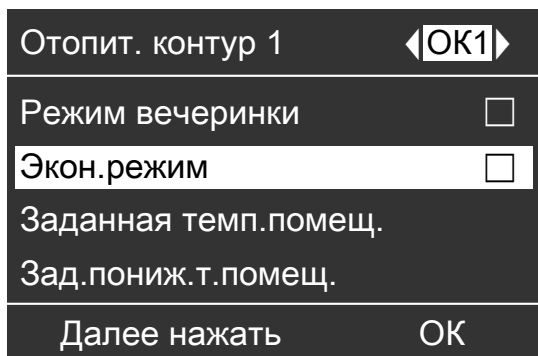 Отопит. контур 1 ОК1
Режим вечеринки
Экон.режим
Заданная темп.помещ.
Зад.пониж.т.помещ.
Далее нажать ОК